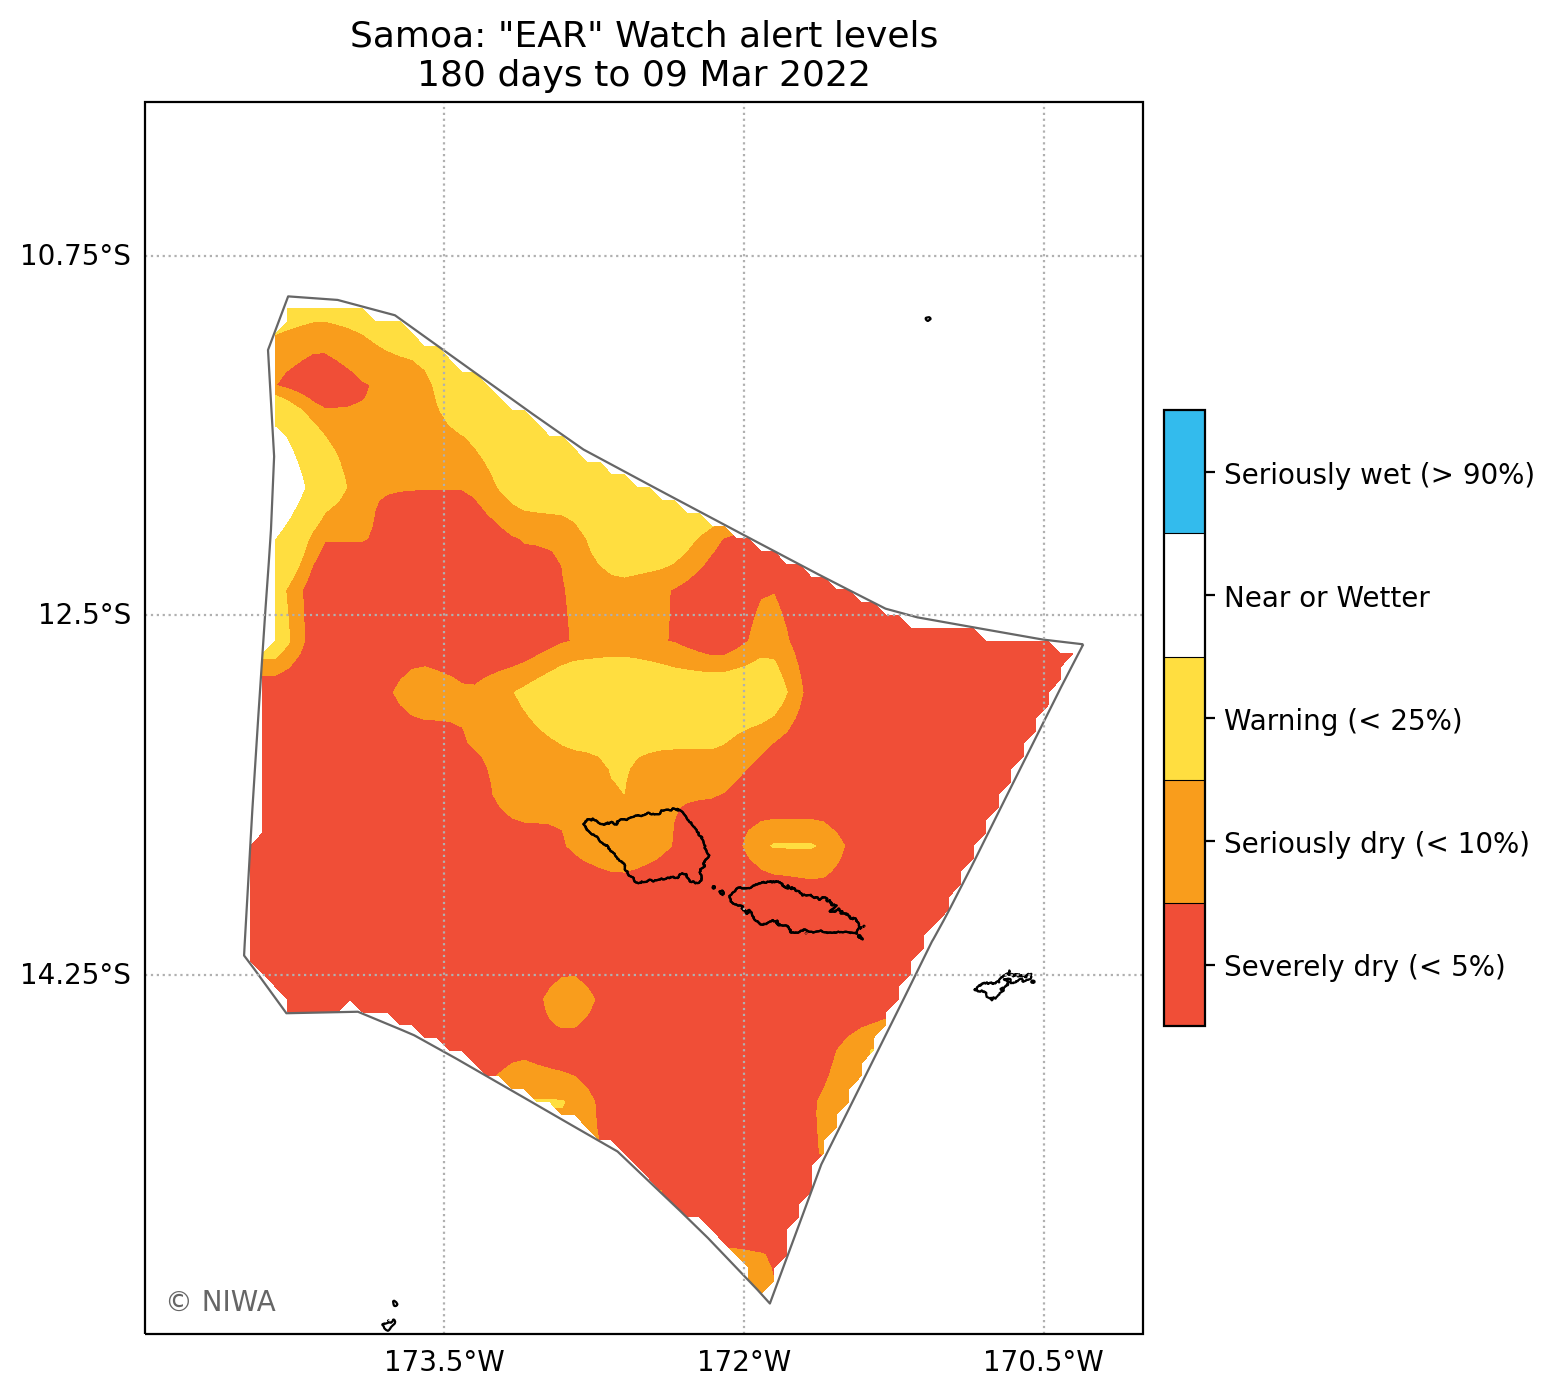 Samoa: "EAR" Watch alert levels
180 days to 09 Mar 2022
10.75°S
12.5°S
14.25°S
173.5°W
172°W
170.5°W
Seriously wet (> 90%)
Near or Wetter
Warning (< 25%)
Seriously dry (< 10%)
Severely dry (< 5%)
© NIWA